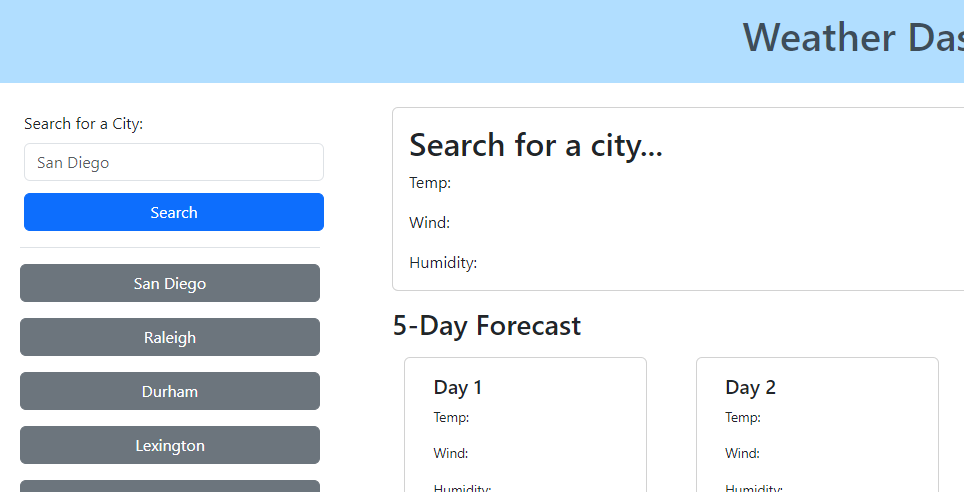 Weather Das
Search for a City:
San Diego
Search
San Diego
Raleigh
Durham
Lexington
Search for a city...
Temp:
Wind:
Humidity:
5-Day Forecast
Day 1
Temp:
Wind:
Humidity:
Day 2
Temp:
Wind:
Humidity: